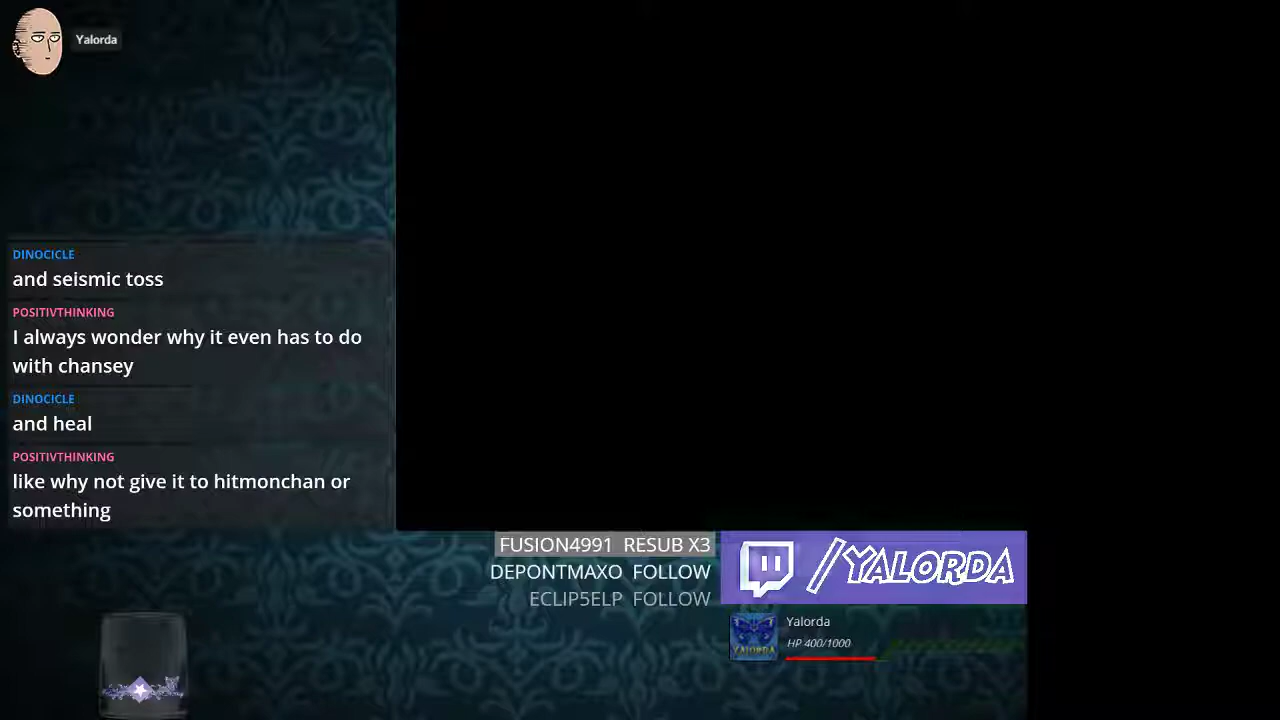 Yalorda
DINOCICLE
and seismic toss
POSITIVTHINKING
I always wonder why it even has to do
with chansey
DINOCICLE
and heal
POSITIVTHINKING
like why not give it to hitmonchan or
something
FUSION4991 RESUB X3
DEPONTMAXO FOLLOW
ECLIP5ELP FOLLOW
/YALORDA
YALORDA
Yalorda
HP 400/1000